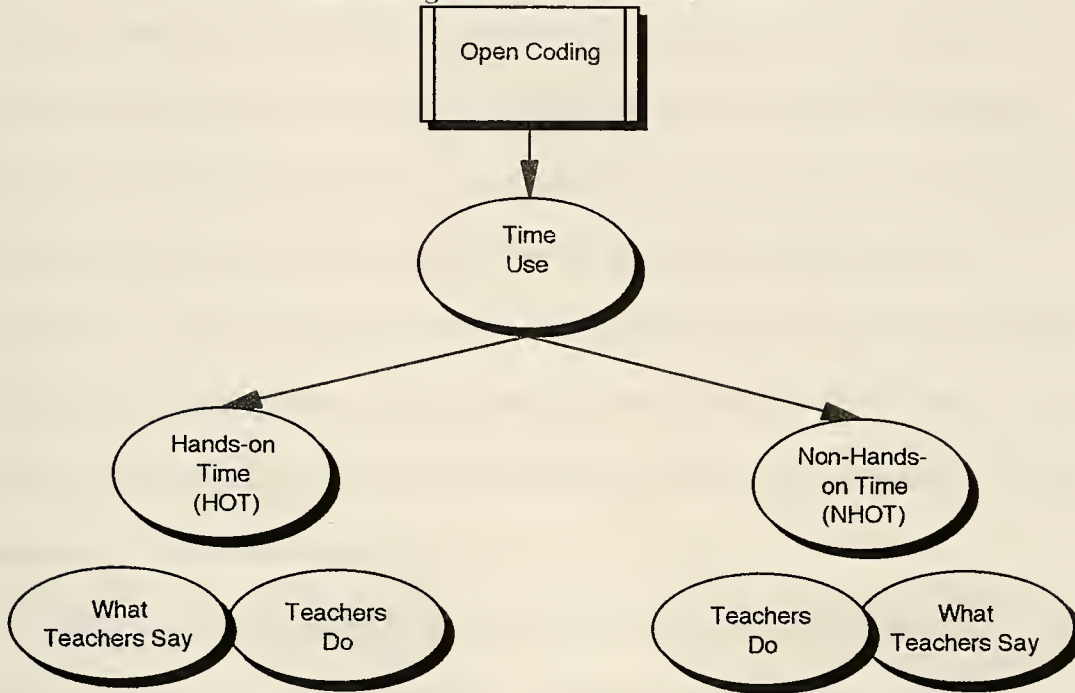 Open Coding
Time
Use
Hands-on
Time
(HOT)
Non-Hands-
on Time
(NHOT)
What
Teachers Say
Teachers
Do
Teachers
Do
What
Teachers Say